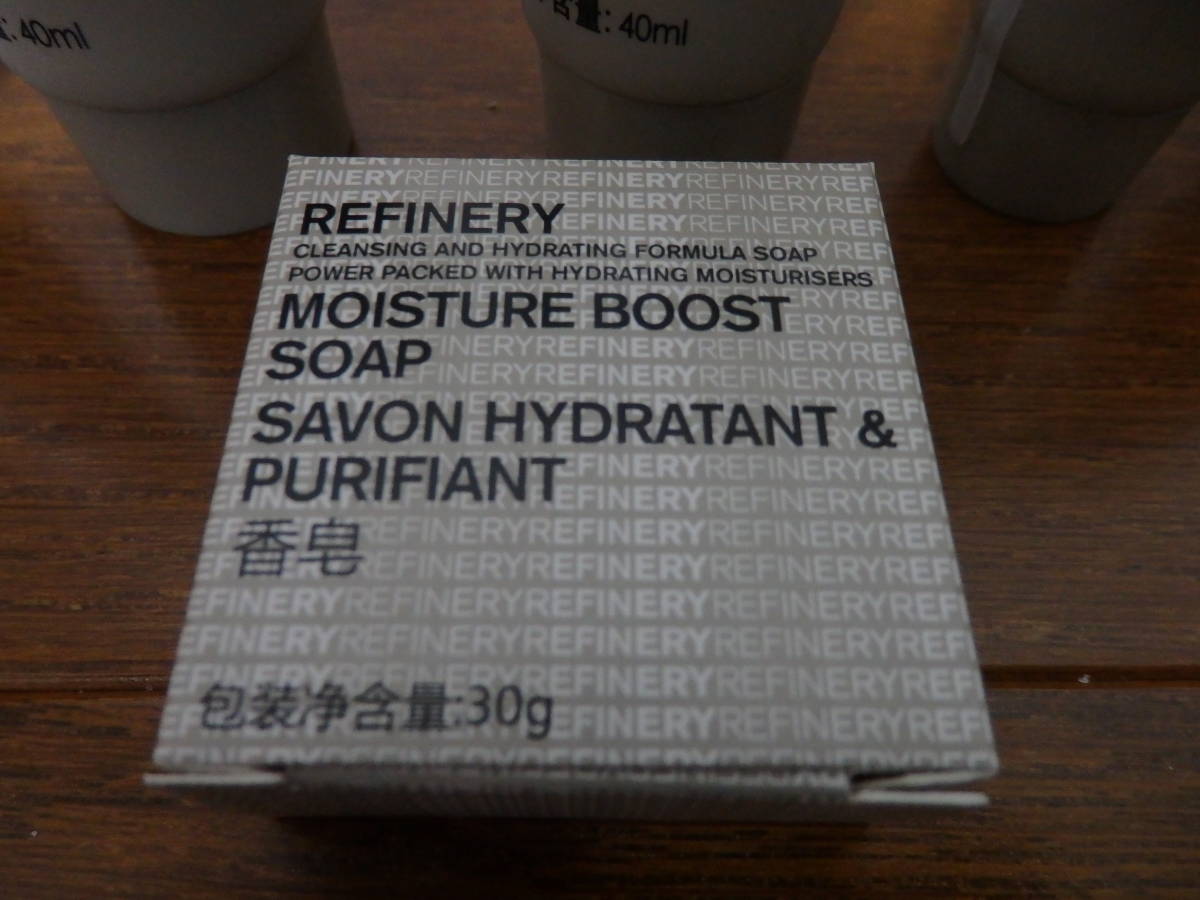 40ml
含量: 40ml
REFINERY
CLEANSING AND HYDRATING FORMULA SOAP
POWER PACKED WITH HYDRATING MOISTURISERS
MOISTURE BOOST
SOAP
SAVON HYDRATANT &
PURIFIANT
香皂
包装净含量:30g